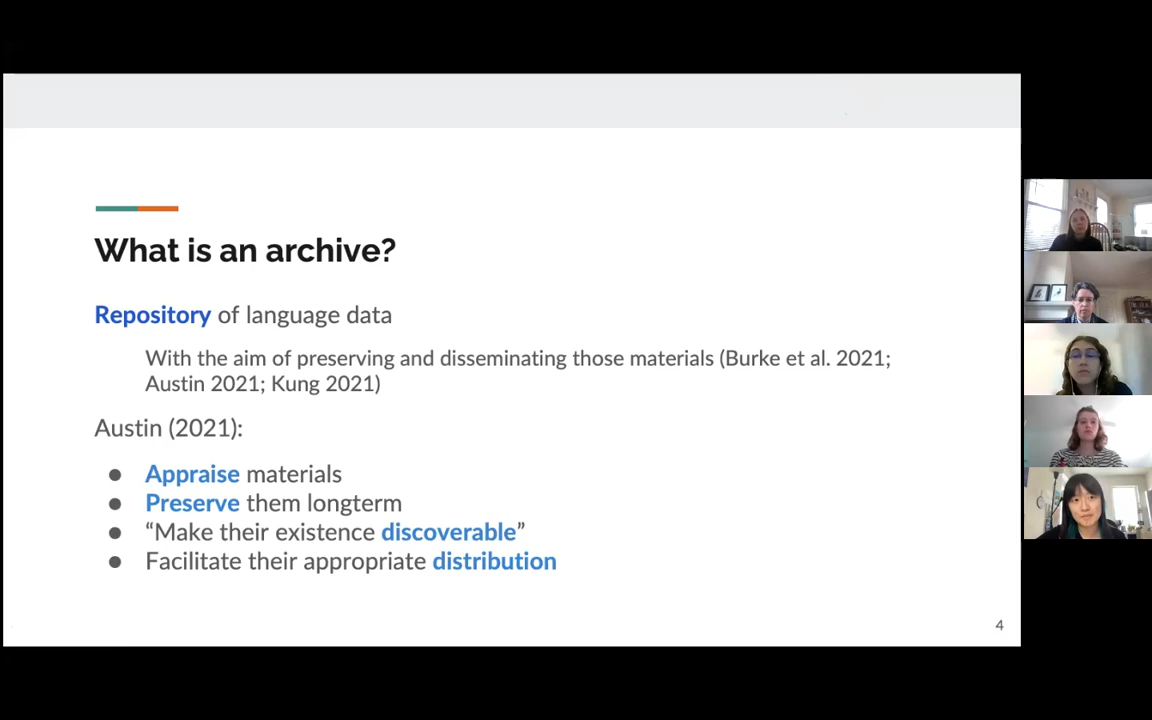 What is an archive?
Repository of language data
With the aim of preserving and disseminating those materials (Burke et al. 2021;
Austin 2021; Kung 2021)
Austin (2021):
● Appraise materials
● Preserve them longterm
● “Make their existence discoverable”
● Facilitate their appropriate distribution
4